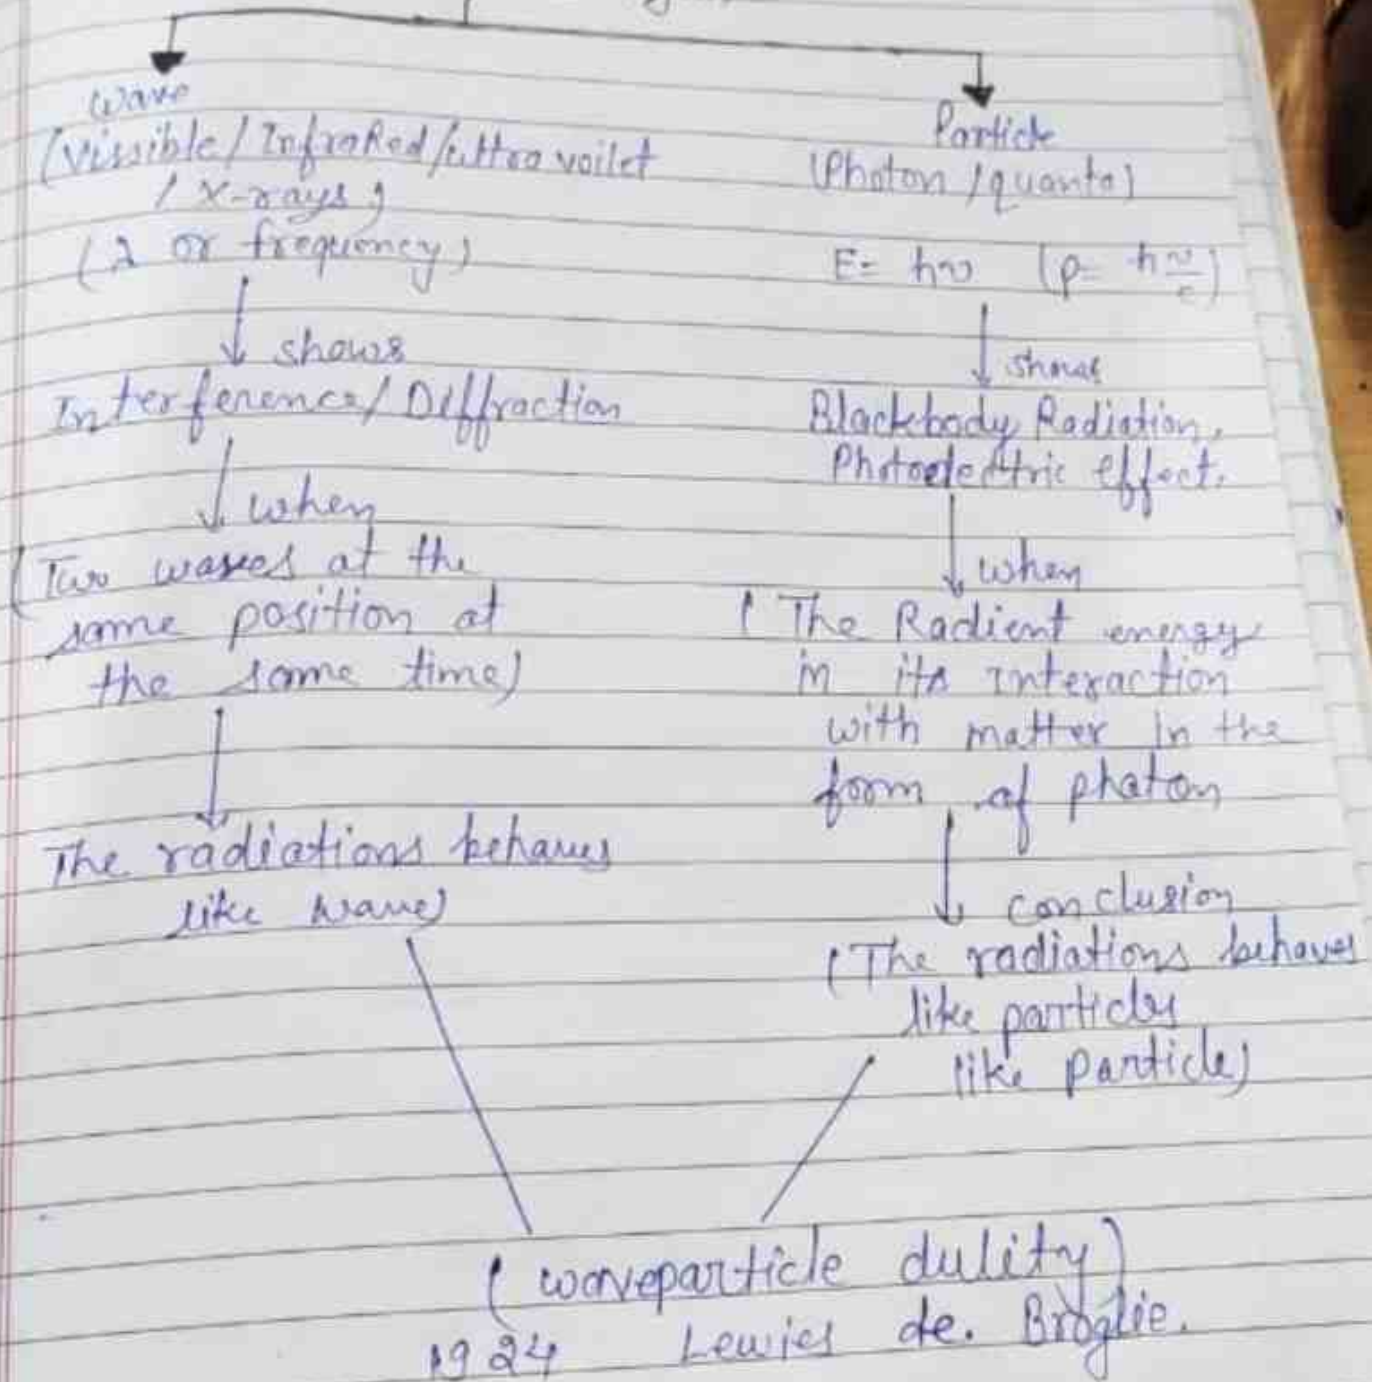 Wave
(Vissible/InfraRed/ultravoilet
/X-rays)
(λ or frequency)
shows
Interference/Diffraction
when
(Two waves at the
same position at
the same time)
The radiations behaves
like wave)
Particle
(Photon/quanta)
E= hν (p= hν/c)
shows
Blackbody Radiation,
Photoelectric effect.
when
(The Radient energy
in its interaction
with matter in the
form of photon
conclusion
(The radiations behaves
like particles
like particle)
(waveparticle dulity)
1924 Lewies de. Broglie.